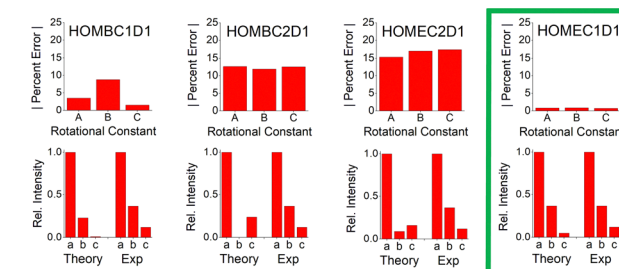 HOMBC1D1
| Percent Error |
25
20
15
10
5
0
A B C
Rotational Constant
HOMBC2D1
| Percent Error |
25
20
15
10
5
0
A B C
Rotational Constant
HOMEC2D1
| Percent Error |
25
20
15
10
5
0
A B C
Rotational Constant
HOMEC1D1
| Percent Error |
25
20
15
10
5
0
A B C
Rotational Constant
Rel. Intensity
1.0
0.5
0.0
a b c a b c
Theory Exp
Rel. Intensity
1.0
0.5
0.0
a b c a b c
Theory Exp
Rel. Intensity
1.0
0.5
0.0
a b c a b c
Theory Exp
Rel. Intensity
1.0
0.5
0.0
a b c a b c
Theory Exp